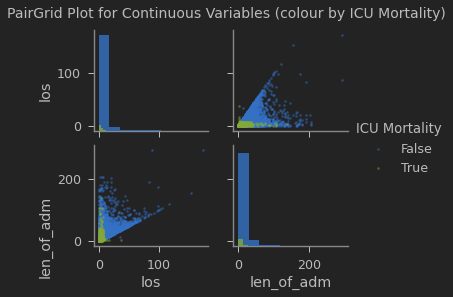 PairGrid Plot for Continuous Variables (colour by ICU Mortality)
los
100
0
ICU Mortality
False
True
len_of_adm
200
0
0
100
0
200
los
len_of_adm